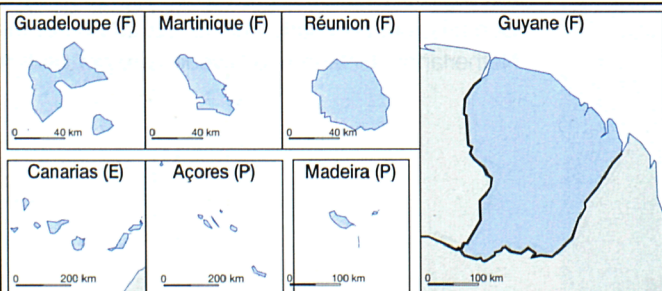 Guadeloupe (F)
0 40 km
Martinique (F)
0 40 km
Réunion (F)
0 40 km
Guyane (F)
0 100 km
Canarias (E)
0 200 km
Açores (P)
0 200 km
Madeira (P)
0 100 km